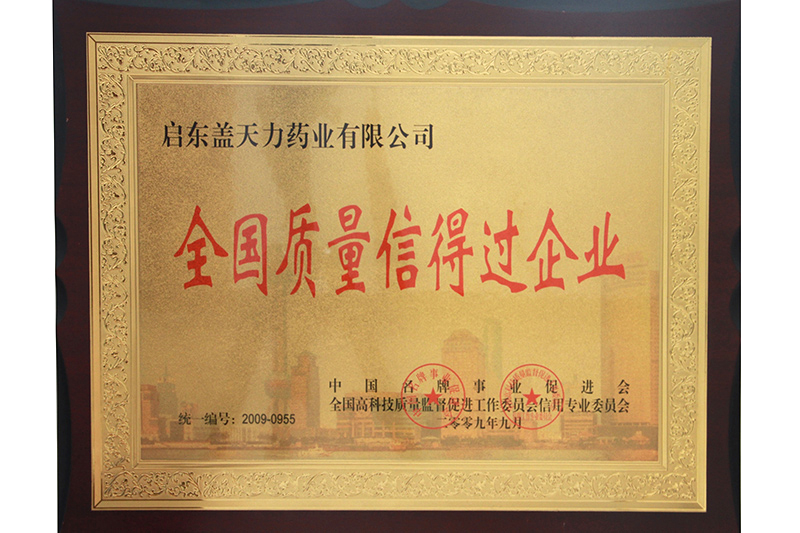 启东盖天力药业有限公司
全国质量信得过企业
中国名牌事业促进会
全国高科技质量监督促进工作委员会信用专业委员会
统一编号：2009-0955
二零零九年九月